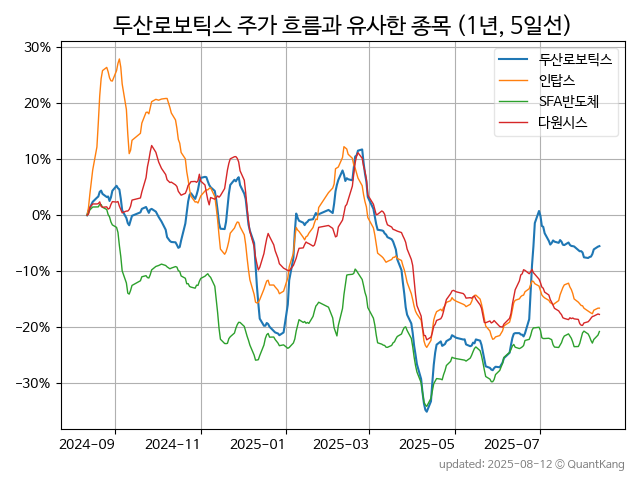 두산로보틱스 주가 흐름과 유사한 종목 (1년, 5일선)
30%
20%
10%
0%
−10%
−20%
−30%
두산로보틱스
인탑스
SFA반도체
다원시스
2024−09
2024−11
2025−01
2025−03
2025−05
2025−07
updated: 2025-08-12 © QuantKang